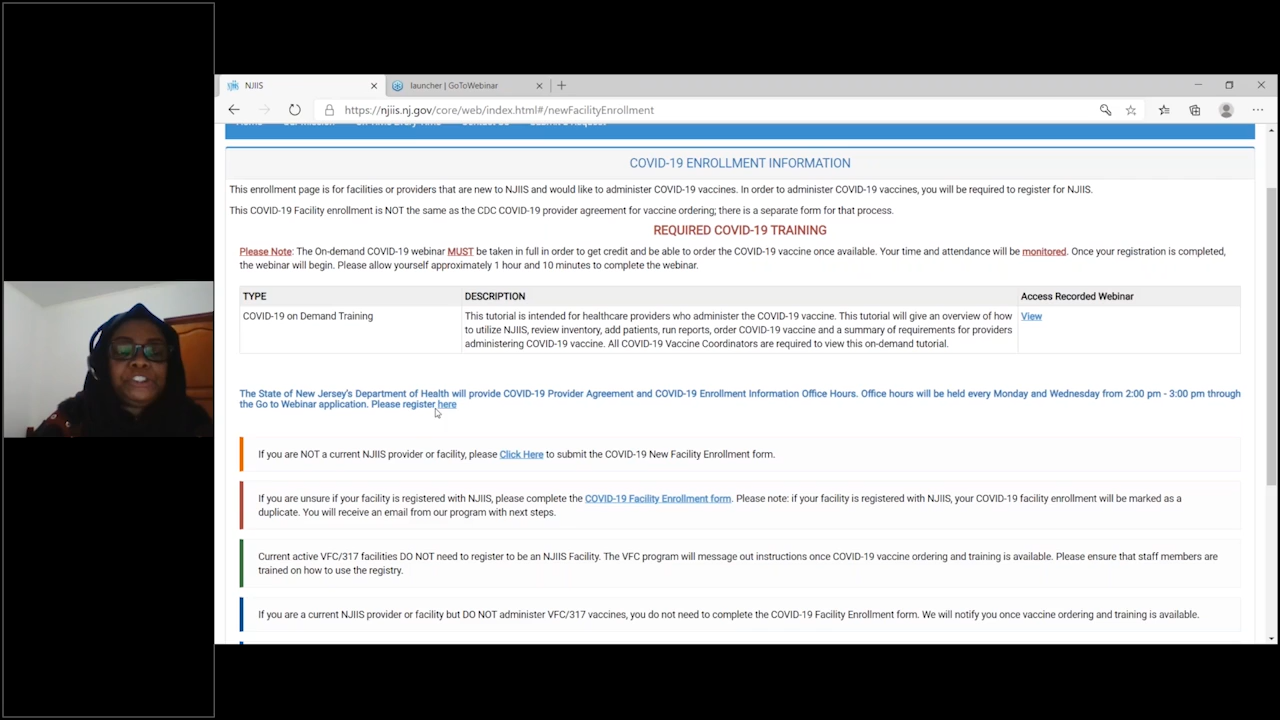 NJIIS
launcher | GoToWebinar
https://njiis.nj.gov/core/web/index.html#/newFacilityEnrollment
COVID-19 ENROLLMENT INFORMATION
This enrollment page is for facilities or providers that are new to NJIIS and would like to administer COVID-19 vaccines. In order to administer COVID-19 vaccines, you will be required to register for NJIIS.
This COVID-19 Facility enrollment is NOT the same as the CDC COVID-19 provider agreement for vaccine ordering; there is a separate form for that process.
REQUIRED COVID-19 TRAINING
Please Note: The On-demand COVID-19 webinar MUST be taken in full in order to get credit and be able to order the COVID-19 vaccine once available. Your time and attendance will be monitored. Once your registration is completed,
the webinar will begin. Please allow yourself approximately 1 hour and 10 minutes to complete the webinar.
TYPE DESCRIPTION Access Recorded Webinar
COVID-19 on Demand Training This tutorial is intended for healthcare providers who administer the COVID-19 vaccine. This tutorial will give an overview of how View
to utilize NJIIS, review inventory, add patients, run reports, order COVID-19 vaccine and a summary of requirements for providers
administering COVID-19 vaccine. All COVID-19 Vaccine Coordinators are required to view this on-demand tutorial.
The State of New Jersey's Department of Health will provide COVID-19 Provider Agreement and COVID-19 Enrollment Information Office Hours. Office hours will be held every Monday and Wednesday from 2:00 pm - 3:00 pm through
the Go to Webinar application. Please register here
If you are NOT a current NJIIS provider or facility, please Click Here to submit the COVID-19 New Facility Enrollment form.
If you are unsure if your facility is registered with NJIIS, please complete the COVID-19 Facility Enrollment form. Please note: if your facility is registered with NJIIS, your COVID-19 facility enrollment will be marked as a
duplicate. You will receive an email from our program with next steps.
Current active VFC/317 facilities DO NOT need to register to be an NJIIS Facility. The VFC program will message out instructions once COVID-19 vaccine ordering and training is available. Please ensure that staff members are
trained on how to use the registry.
If you are a current NJIIS provider or facility but DO NOT administer VFC/317 vaccines, you do not need to complete the COVID-19 Facility Enrollment form. We will notify you once vaccine ordering and training is available.